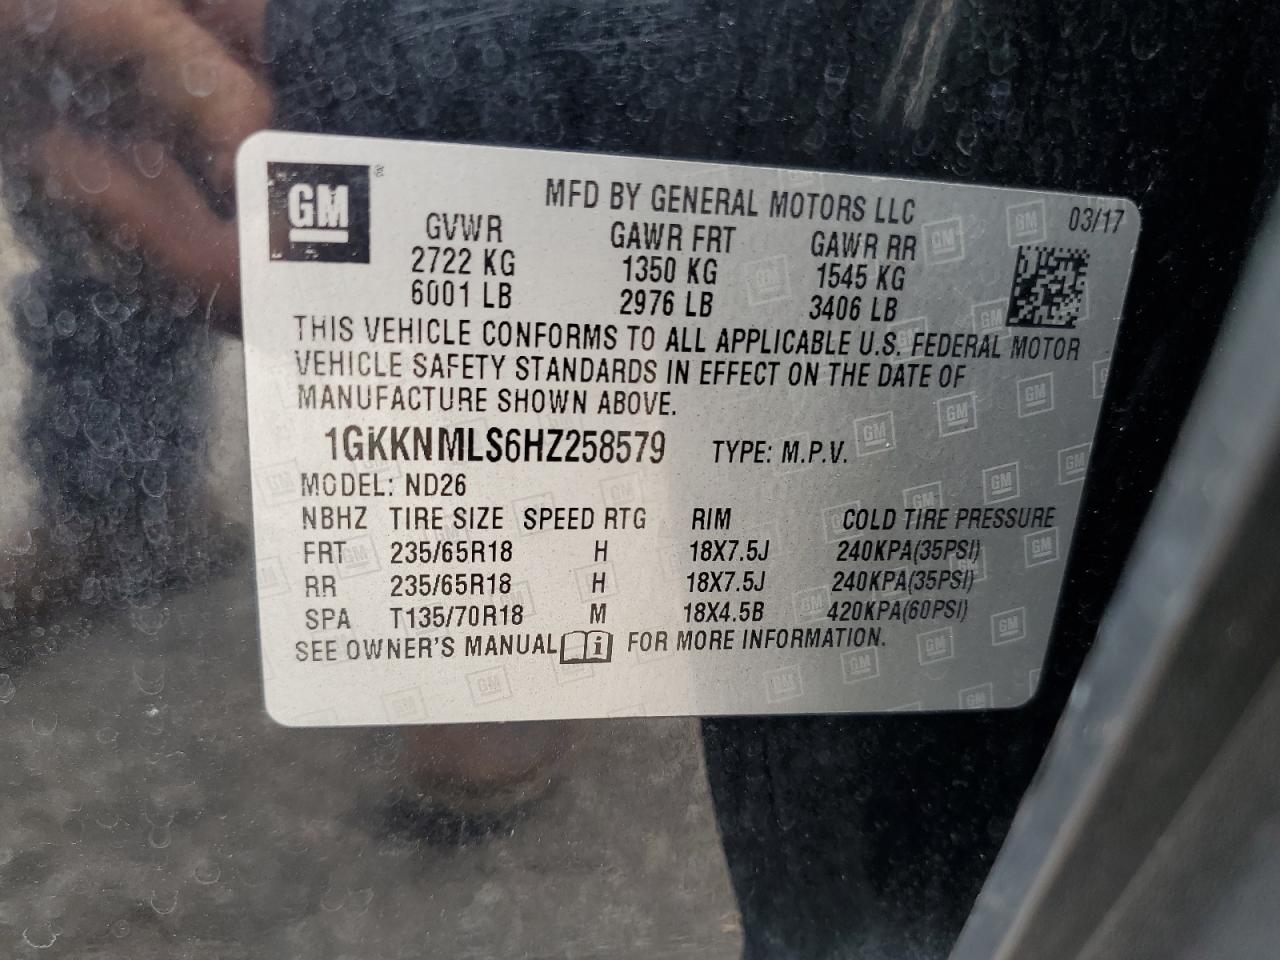 GM ®
MFD BY GENERAL MOTORS LLC 03/17
GVWR GAWR FRT GAWR RR
2722 KG 1350 KG 1545 KG
6001 LB 2976 LB 3406 LB
THIS VEHICLE CONFORMS TO ALL APPLICABLE U.S. FEDERAL MOTOR
VEHICLE SAFETY STANDARDS IN EFFECT ON THE DATE OF
MANUFACTURE SHOWN ABOVE.
1GKKNMLS6HZ258579 TYPE: M.P.V.
MODEL: ND26
NBHZ TIRE SIZE SPEED RTG RIM COLD TIRE PRESSURE
FRT 235/65R18 H 18X7.5J 240KPA(35PSI)
RR 235/65R18 H 18X7.5J 240KPA(35PSI)
SPA T135/70R18 M 18X4.5B 420KPA(60PSI)
SEE OWNER'S MANUAL i FOR MORE INFORMATION.